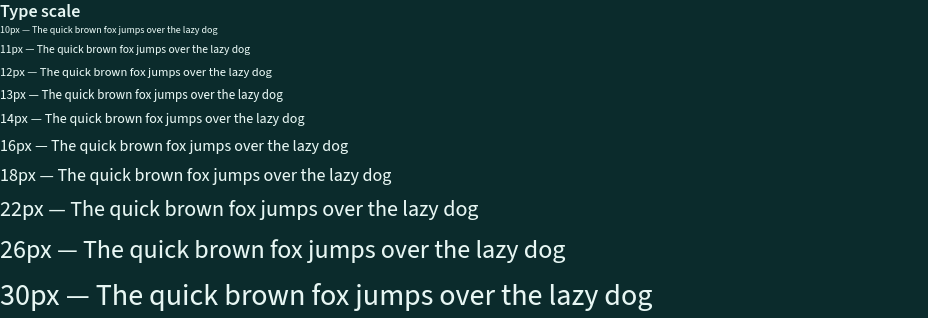 Type scale
10px — The quick brown fox jumps over the lazy dog
11px — The quick brown fox jumps over the lazy dog
12px — The quick brown fox jumps over the lazy dog
13px — The quick brown fox jumps over the lazy dog
14px — The quick brown fox jumps over the lazy dog
16px — The quick brown fox jumps over the lazy dog
18px — The quick brown fox jumps over the lazy dog
22px — The quick brown fox jumps over the lazy dog
26px — The quick brown fox jumps over the lazy dog
30px — The quick brown fox jumps over the lazy dog